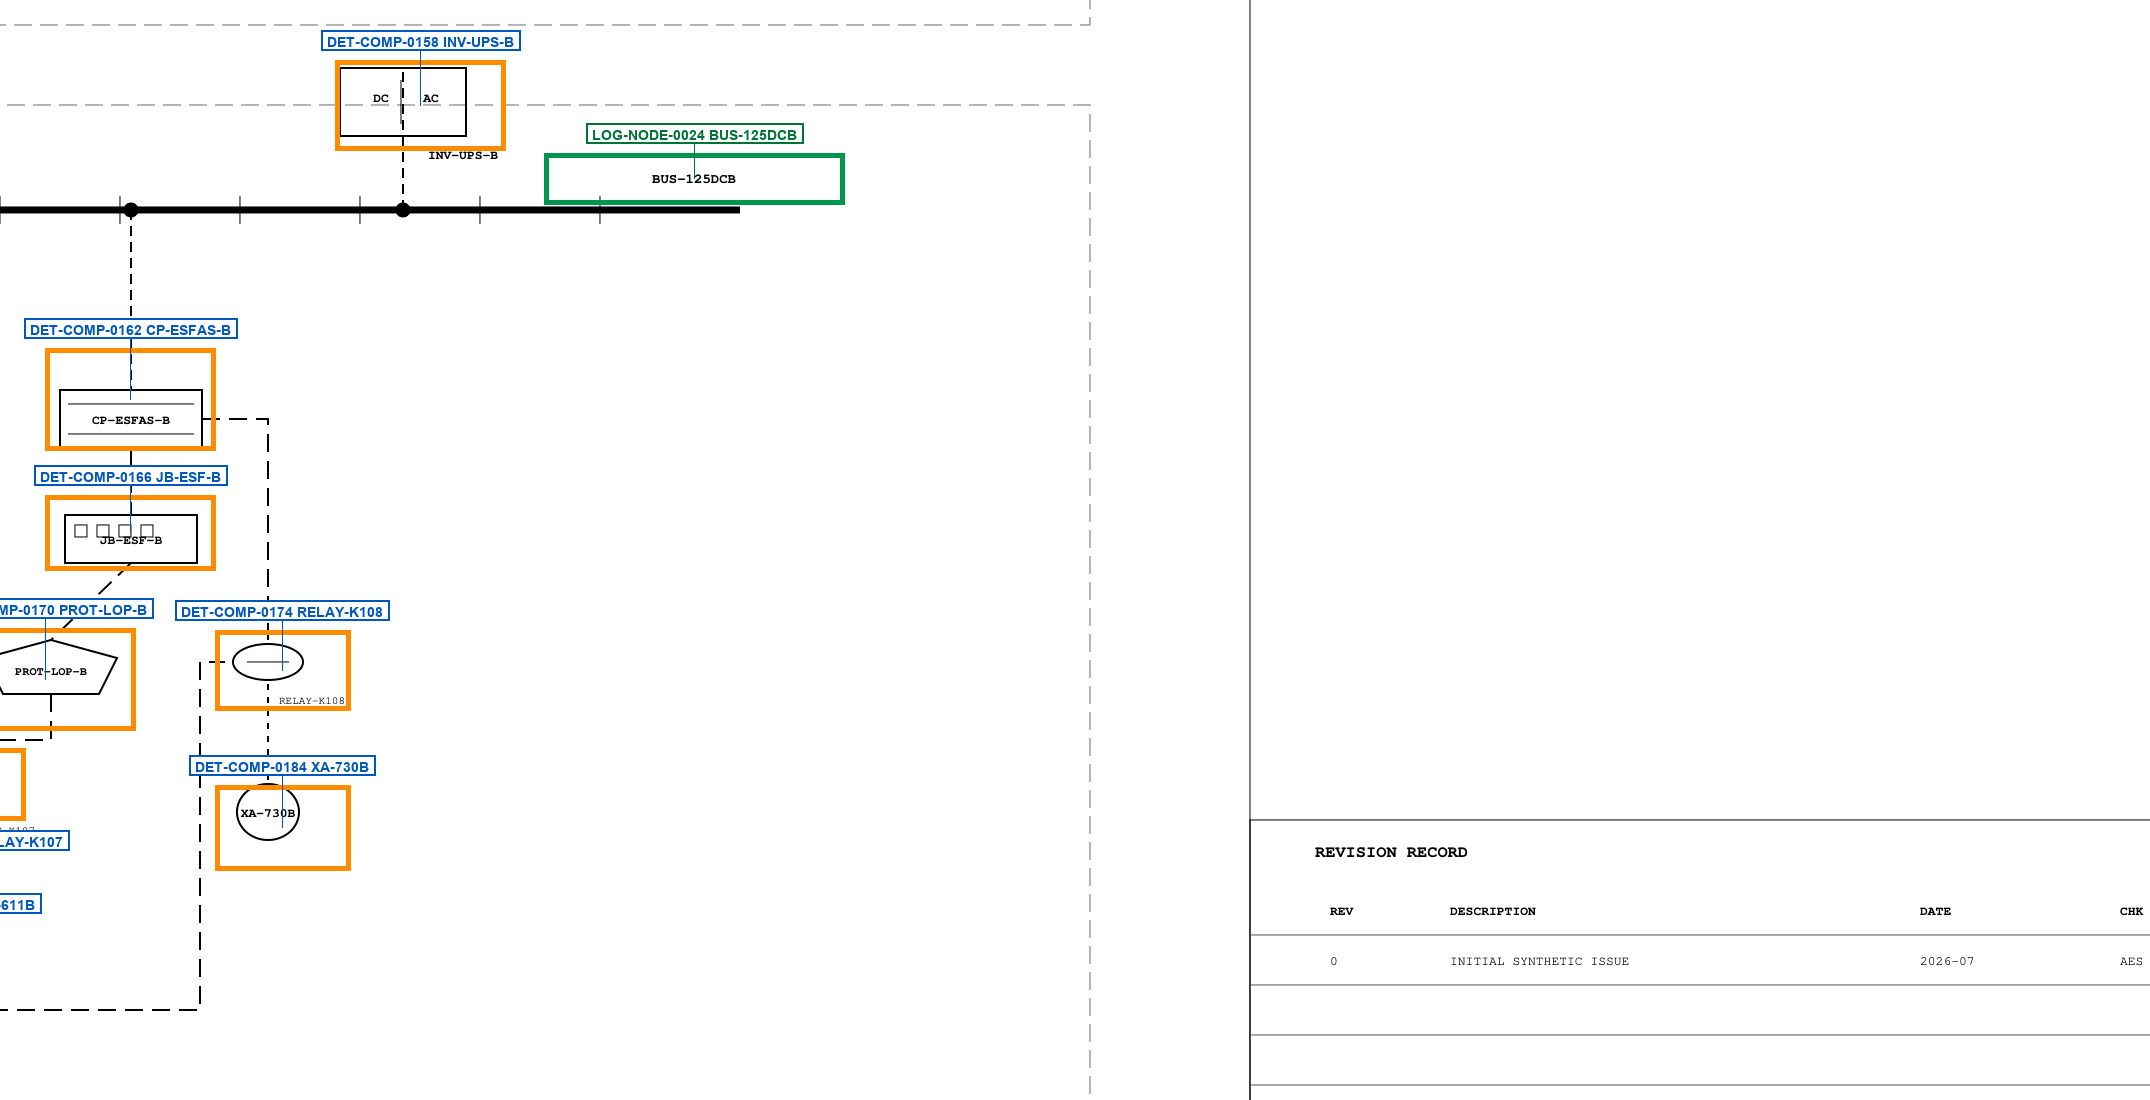 DET-COMP-0158 INV-UPS-B
DC
AC
LOG-NODE-0024 BUS-125DCB
INV-UPS-B
BUS-125DCB
DET-COMP-0162 CP-ESFAS-B
CP-ESFAS-B
DET-COMP-0166 JB-ESF-B
JB-ESF-B
MP-0170 PROT-LOP-B
DET-COMP-0174 RELAY-K108
PROT-LOP-B
RELAY-K108
DET-COMP-0184 XA-730B
XA-730B
LAY-K107
-611B
REVISION RECORD
REV DESCRIPTION DATE CHK
0 INITIAL SYNTHETIC ISSUE 2026-07 AES